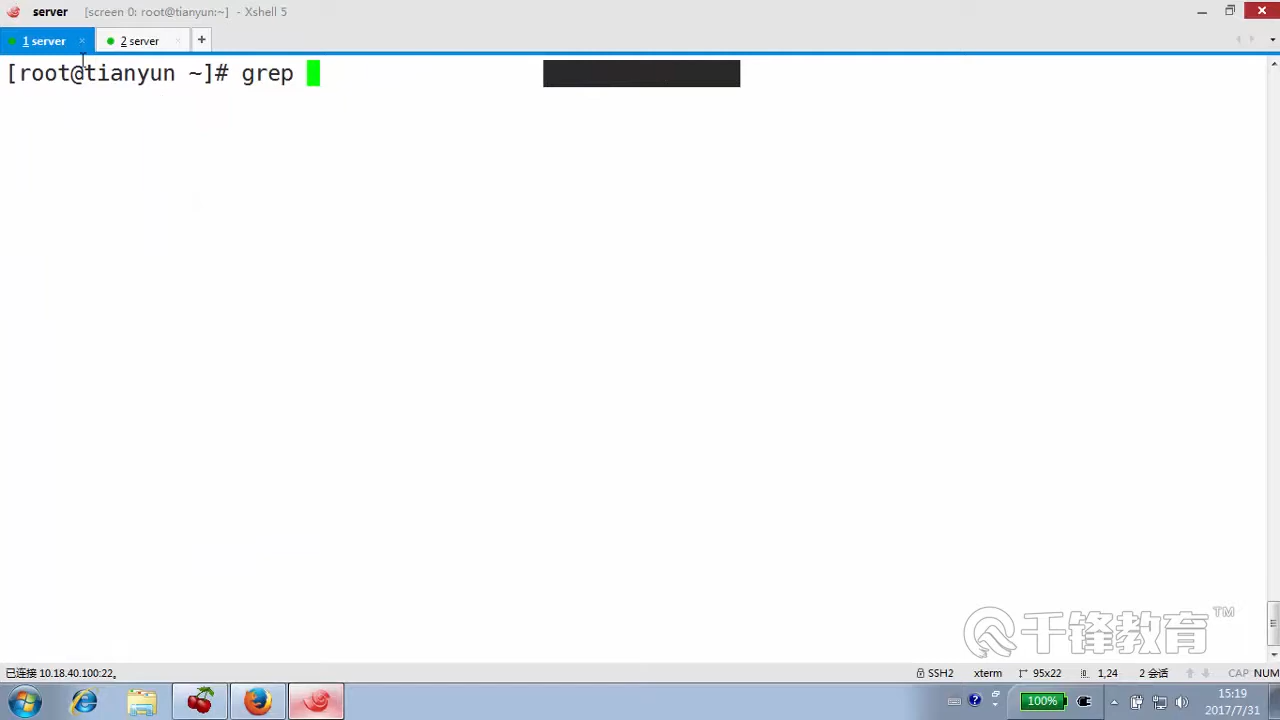 server [screen 0: root@tianyun:~] - Xshell 5
1 server × 2 server × +
[root@tianyun ~]# grep
千锋教育™
已连接 10.18.40.100:22。 SSH2 xterm 95x22 1,24 2 会话 CAP NUM
100% 15:19
2017/7/31